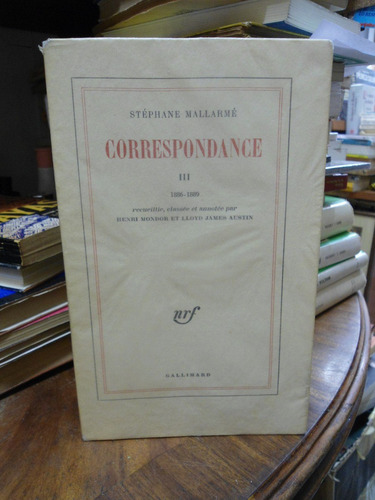 STÉPHANE MALLARMÉ
CORRESPONDANCE
III
1886-1889
recueillie, classée et annotée par
HENRI MONDOR ET LLOYD JAMES AUSTIN
nrf
GALLIMARD